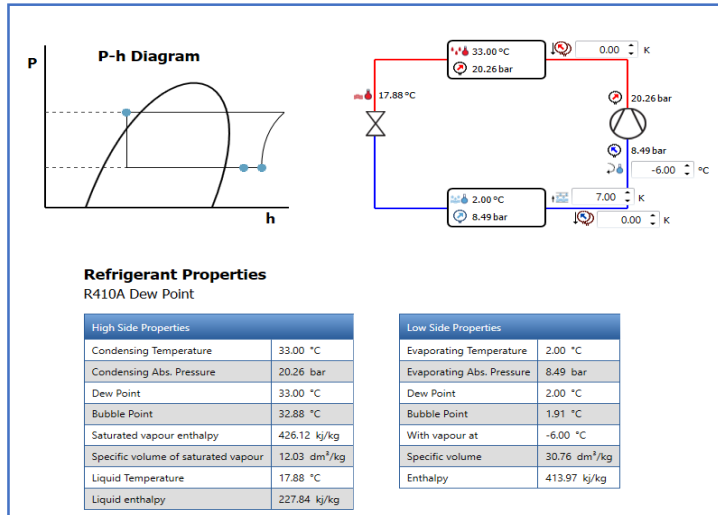 P-h Diagram
P
h
33.00 °C
20.26 bar
0.00 K
17.88 °C
20.26 bar
8.49 bar
-6.00 °C
2.00 °C
8.49 bar
7.00 K
0.00 K
Refrigerant Properties
R410A Dew Point
High Side Properties
Condensing Temperature 33.00 °C
Condensing Abs. Pressure 20.26 bar
Dew Point 33.00 °C
Bubble Point 32.88 °C
Saturated vapour enthalpy 426.12 kj/kg
Specific volume of saturated vapour 12.03 dm³/kg
Liquid Temperature 17.88 °C
Liquid enthalpy 227.84 kj/kg
Low Side Properties
Evaporating Temperature 2.00 °C
Evaporating Abs. Pressure 8.49 bar
Dew Point 2.00 °C
Bubble Point 1.91 °C
With vapour at -6.00 °C
Specific volume 30.76 dm³/kg
Enthalpy 413.97 kj/kg